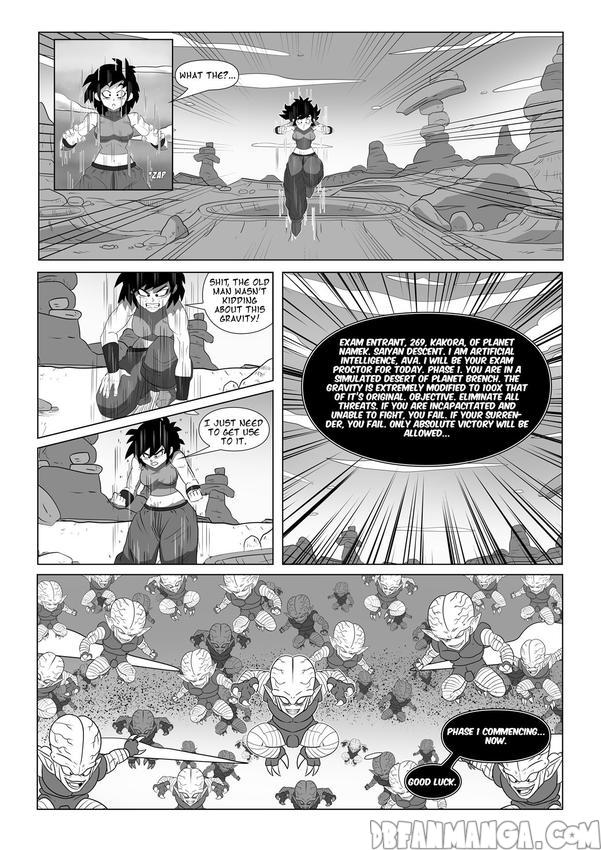 WHAT THE?...
*ZAP
SHIT, THE OLD
MAN WASN'T
KIDDING
ABOUT THIS
GRAVITY!
EXAM ENTRANT, 269, KAKORA, OF PLANET
NAMEK. SAIYAN DESCENT. I AM ARTIFICIAL
INTELLIGENCE, AVA. I WILL BE YOUR EXAM
PROCTOR FOR TODAY. PHASE 1. YOU ARE IN A
SIMULATED DESERT OF PLANET BRENCH. THE
GRAVITY IS EXTREMELY MODIFIED TO 100X THAT
OF IT'S ORIGINAL. OBJECTIVE. ELIMINATE ALL
THREATS. IF YOU ARE INCAPACITATED AND
UNABLE TO FIGHT, YOU FAIL. IF YOUR SURREN-
DER, YOU FAIL. ONLY ABSOLUTE VICTORY WILL BE
ALLOWED...
I JUST NEED
TO GET USE
TO IT.
PHASE 1 COMMENCING...
NOW.
GOOD LUCK.
DBFANMANGA.COM